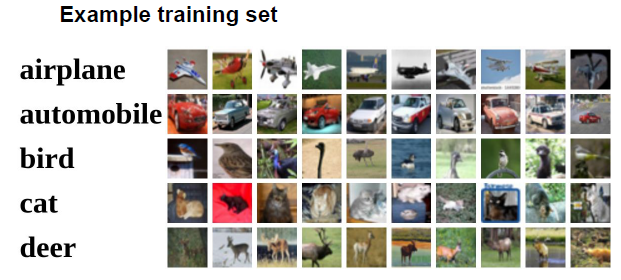 Example training set
airplane
automobile
bird
cat
deer